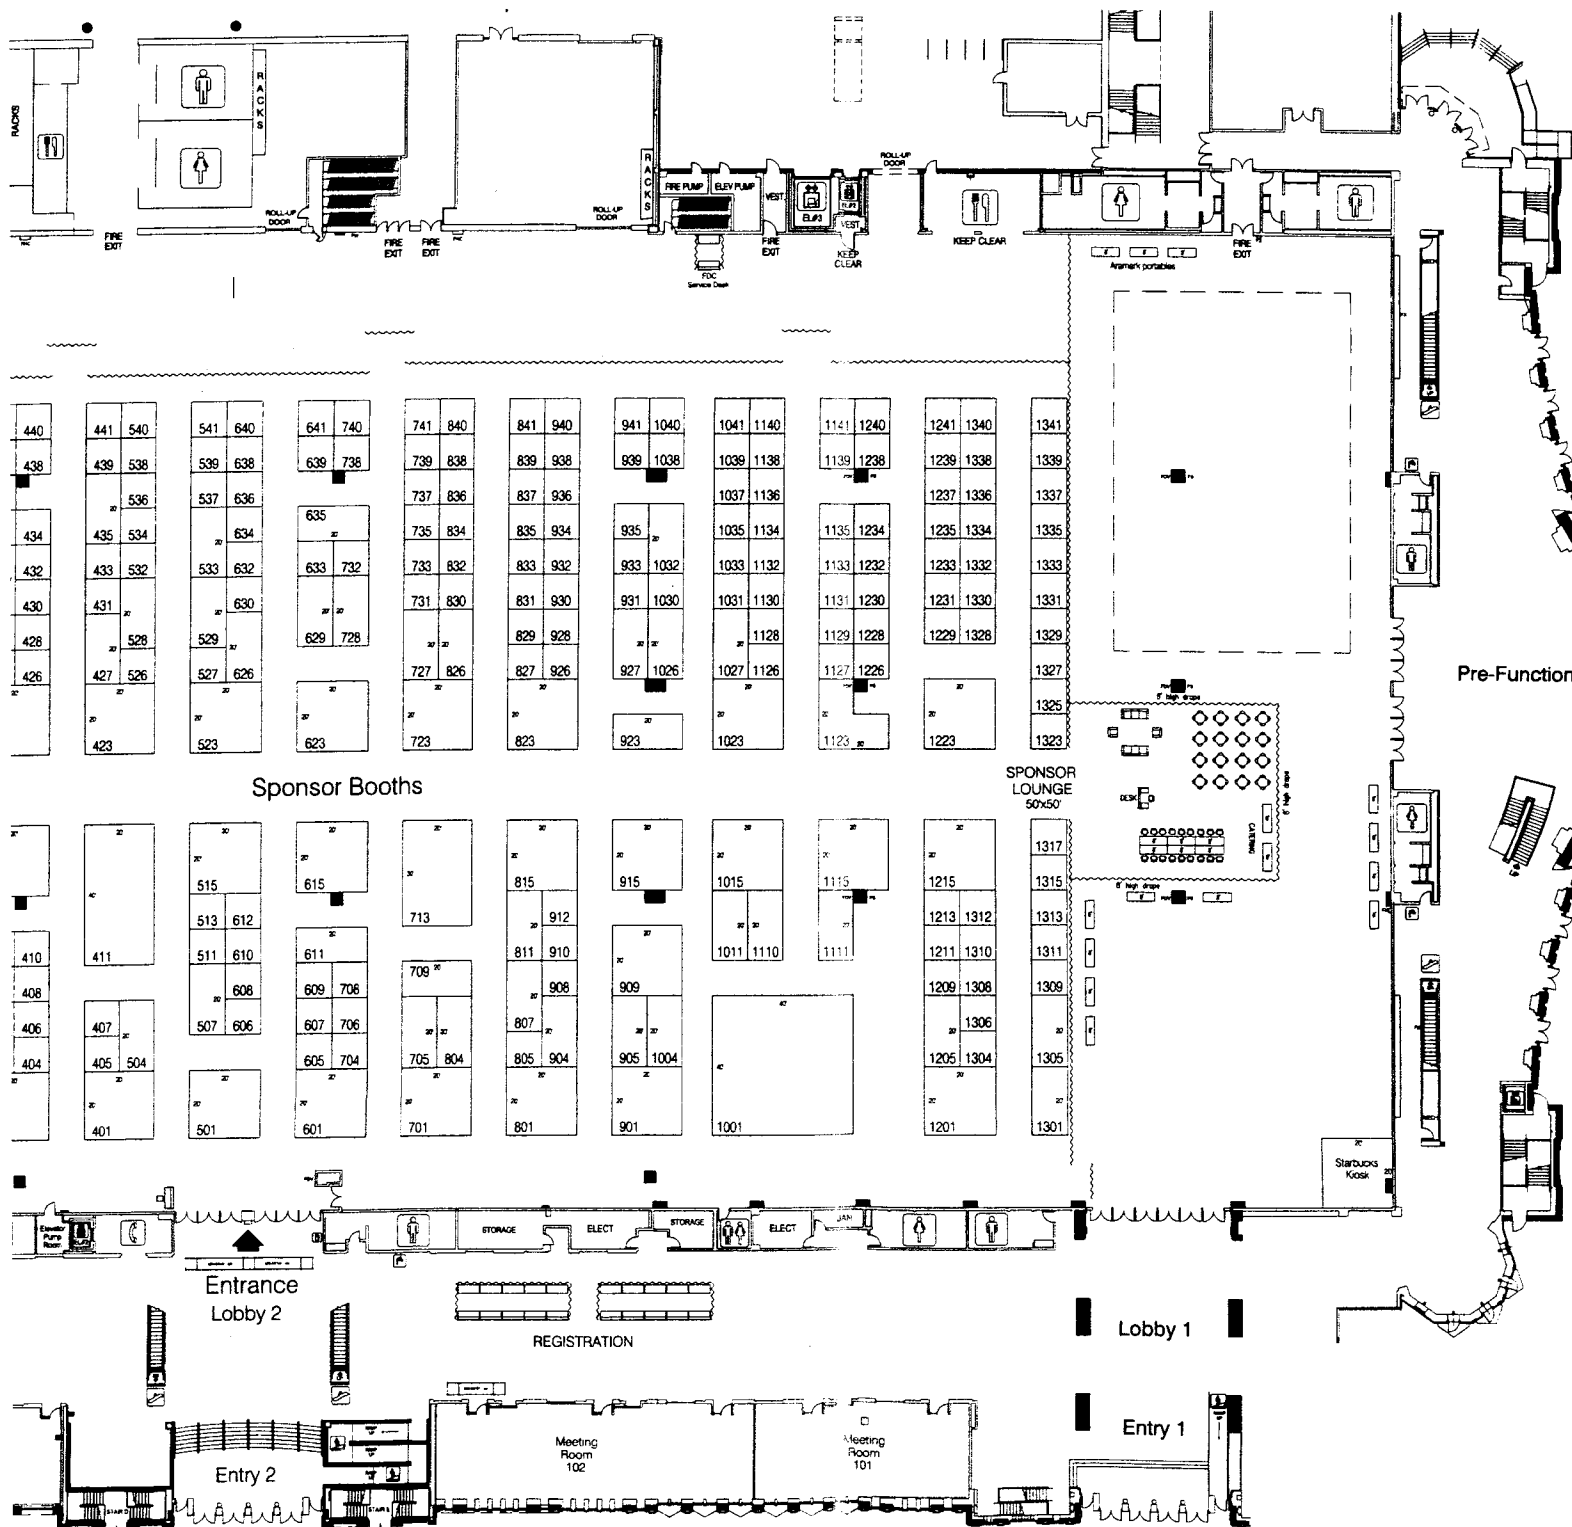 RACKS
RACKS
RACKS
ROLL-UP
DOOR
FIRE PUMP
ELEV PUMP
VEST
EL#3
VEST
ROLL-UP
DOOR
ROLL-UP
DOOR
FIRE
EXIT
FIRE
EXIT
FIRE
EXIT
FIRE
EXIT
KEEP
CLEAR
KEEP CLEAR
FIRE
EXIT
FDC
Service Desk
Aramark portables
440 441 540 541 640 641 740 741 840 841 940 941 1040 1041 1140 1141 1240 1241 1340 1341
438 439 538 539 638 639 738 739 838 839 938 939 1038 1039 1138 1139 1238 1239 1338 1339
536 537 636 737 836 837 936 1037 1136 1237 1336 1337
434 435 534 634 635 735 834 835 934 935 1035 1134 1135 1234 1235 1334 1335
432 433 532 533 632 633 732 733 832 833 932 933 1032 1033 1132 1133 1232 1233 1332 1333
430 431 630 731 830 831 930 931 1030 1031 1130 1131 1230 1231 1330 1331
428 528 529 629 728 829 928 1128 1129 1228 1229 1328 1329
426 427 526 527 626 727 826 827 926 927 1026 1027 1126 1127 1226 1327
1325
423 523 623 723 823 923 1023 1123 1223 1323
Pre-Function
8' high drape
Sponsor Booths
SPONSOR
LOUNGE
50'x50'
DESK
CATERING
8' high drape
8' high drape
1317
515 615 815 915 1015 1115 1215 1315
513 612 713 912 1213 1312 1313
411 511 610 611 811 910 1011 1110 1111 1211 1310 1311
410
408 608 609 708 709 908 909 1209 1308 1309
406 407 507 606 607 706 807 1306
404 405 504 605 704 705 804 805 904 905 1004 1205 1304 1305
401 501 601 701 801 901 1001 1201 1301
Starbucks
Kiosk
Elevator
Pump
Room
STORAGE
ELECT
STORAGE
ELECT
JAN
Entrance
Lobby 2
REGISTRATION
Lobby 1
Meeting
Room
102
Meeting
Room
101
Entry 1
Entry 2